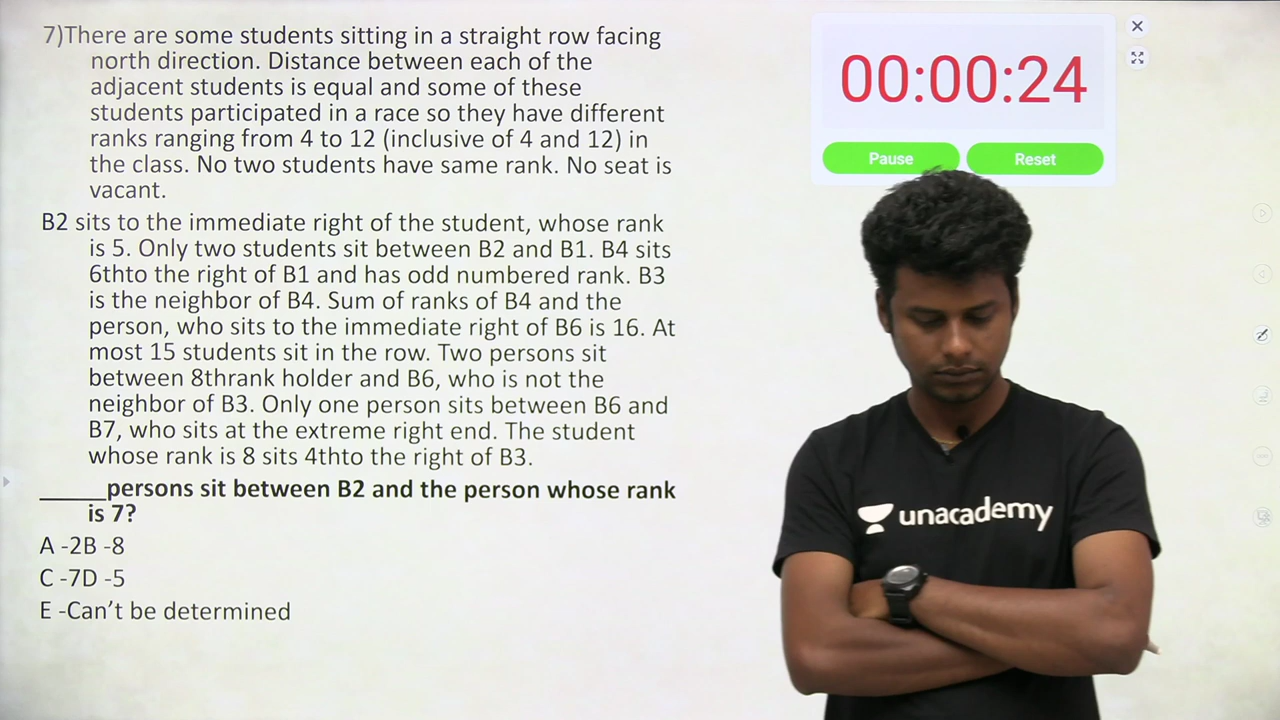 7)There are some students sitting in a straight row facing
north direction. Distance between each of the
adjacent students is equal and some of these
students participated in a race so they have different
ranks ranging from 4 to 12 (inclusive of 4 and 12) in
the class. No two students have same rank. No seat is
vacant.
B2 sits to the immediate right of the student, whose rank
is 5. Only two students sit between B2 and B1. B4 sits
6thto the right of B1 and has odd numbered rank. B3
is the neighbor of B4. Sum of ranks of B4 and the
person, who sits to the immediate right of B6 is 16. At
most 15 students sit in the row. Two persons sit
between 8thrank holder and B6, who is not the
neighbor of B3. Only one person sits between B6 and
B7, who sits at the extreme right end. The student
whose rank is 8 sits 4thto the right of B3.
______persons sit between B2 and the person whose rank
is 7?
A -2B -8
C -7D -5
E -Can’t be determined
00:00:24
Pause Reset
unacademy